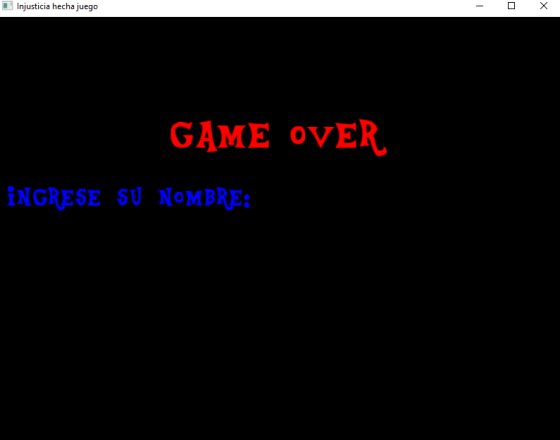 Injusticia hecha juego
GAME OVER
INGRESE SU NOMBRE: